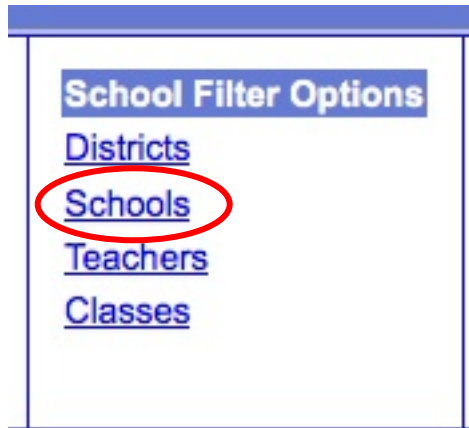 School Filter Options
Districts
Schools
Teachers
Classes